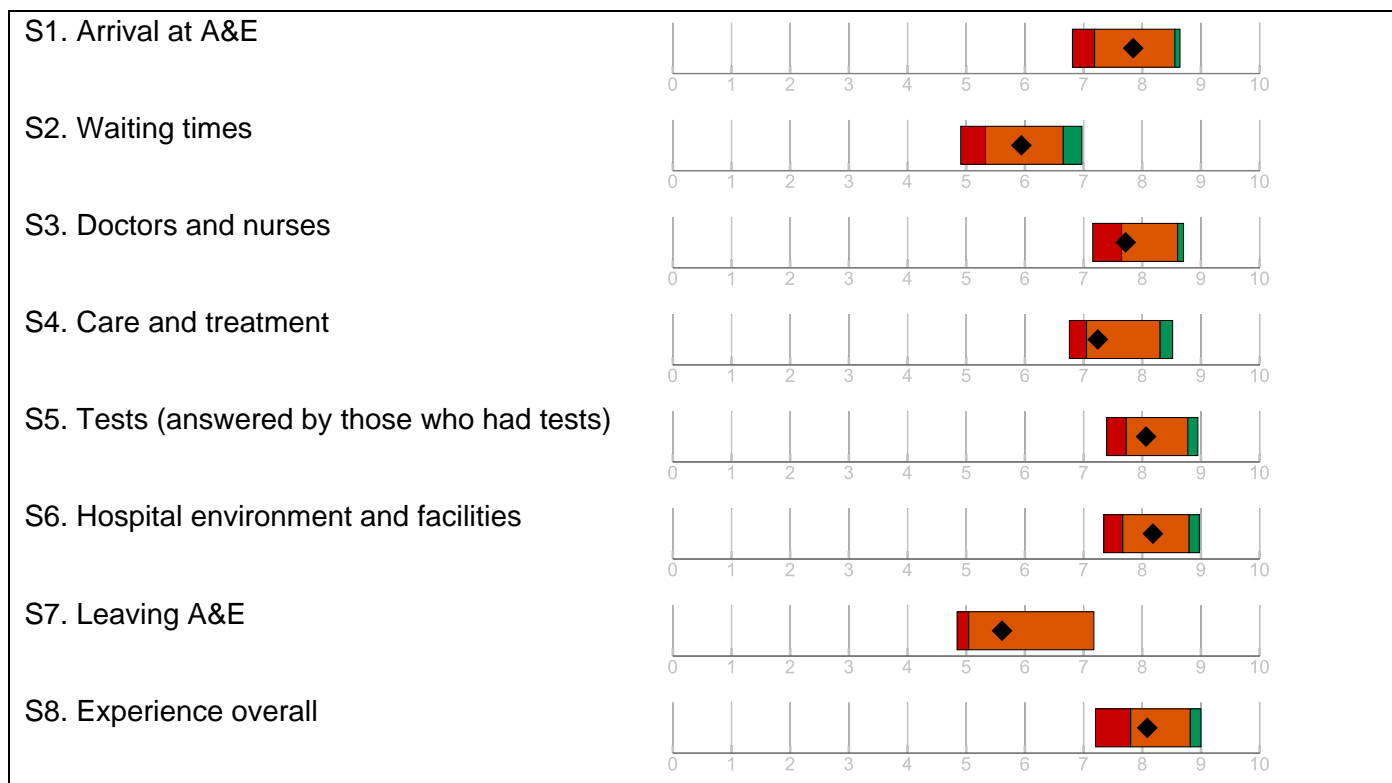 S1. Arrival at A&E
0 1 2 3 4 5 6 7 8 9 10
S2. Waiting times
0 1 2 3 4 5 6 7 8 9 10
S3. Doctors and nurses
0 1 2 3 4 5 6 7 8 9 10
S4. Care and treatment
0 1 2 3 4 5 6 7 8 9 10
S5. Tests (answered by those who had tests)
0 1 2 3 4 5 6 7 8 9 10
S6. Hospital environment and facilities
0 1 2 3 4 5 6 7 8 9 10
S7. Leaving A&E
0 1 2 3 4 5 6 7 8 9 10
S8. Experience overall
0 1 2 3 4 5 6 7 8 9 10